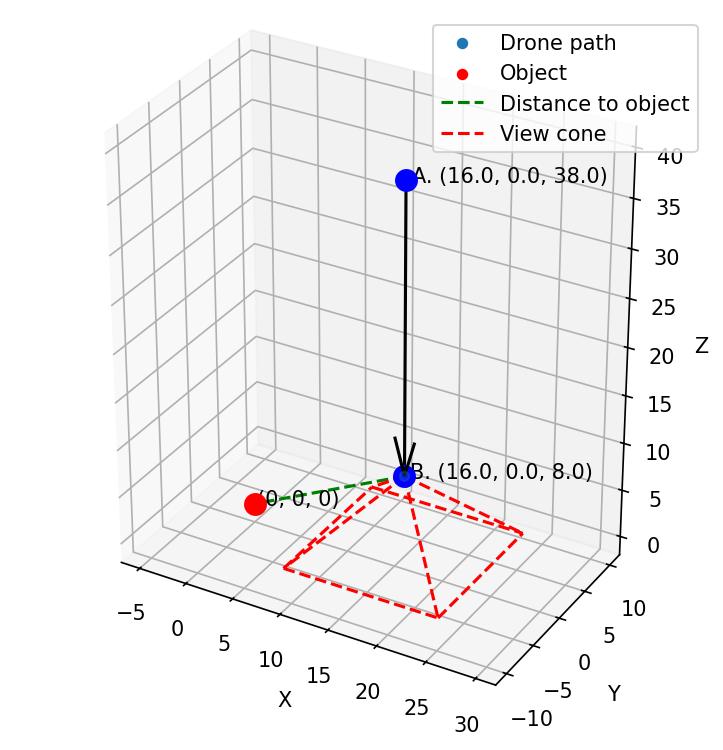 Drone path
Object
Distance to object
View cone
A. (16.0, 0.0, 38.0)
B. (16.0, 0.0, 8.0)
(0, 0, 0)
40
35
30
25
20
15
10
5
0
Z
−5
0
5
10
15
20
25
30
X
10
5
0
−5
−10
Y